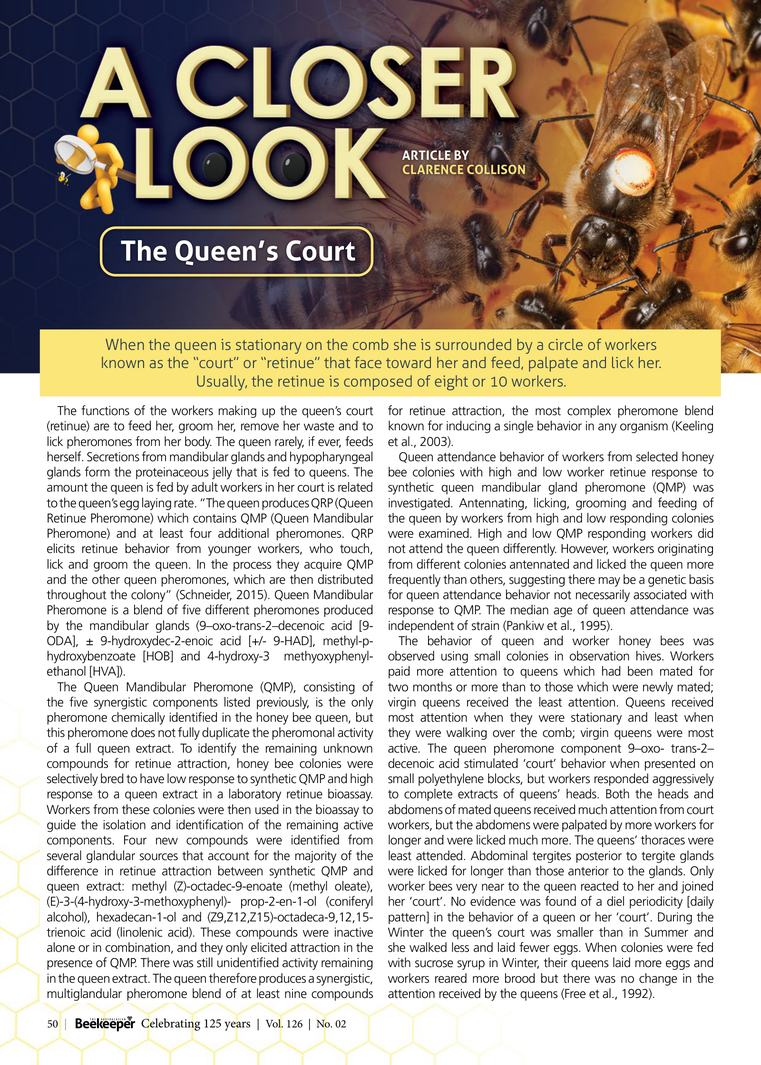 A CLOSER
LOOK
ARTICLE BY
CLARENCE COLLISON
The Queen's Court
When the queen is stationary on the comb she is surrounded by a circle of workers
known as the “court” or “retinue” that face toward her and feed, palpate and lick her.
Usually, the retinue is composed of eight or 10 workers.
The functions of the workers making up the queen's court
(retinue) are to feed her, groom her, remove her waste and to
lick pheromones from her body. The queen rarely, if ever, feeds
herself. Secretions from mandibular glands and hypopharyngeal
glands form the proteinaceous jelly that is fed to queens. The
amount the queen is fed by adult workers in her court is related
to the queen's egg laying rate. “The queen produces QRP (Queen
Retinue Pheromone) which contains QMP (Queen Mandibular
Pheromone) and at least four additional pheromones. QRP
elicits retinue behavior from younger workers, who touch,
lick and groom the queen. In the process they acquire QMP
and the other queen pheromones, which are then distributed
throughout the colony” (Schneider, 2015). Queen Mandibular
Pheromone is a blend of five different pheromones produced
by the mandibular glands (9–oxo-trans-2–decenoic acid [9-
ODA], ± 9-hydroxydec-2-enoic acid [+/- 9-HAD], methyl-p-
hydroxybenzoate [HOB] and 4-hydroxy-3 methyoxyphenyl-
ethanol [HVA]).
The Queen Mandibular Pheromone (QMP), consisting of
the five synergistic components listed previously, is the only
pheromone chemically identified in the honey bee queen, but
this pheromone does not fully duplicate the pheromonal activity
of a full queen extract. To identify the remaining unknown
compounds for retinue attraction, honey bee colonies were
selectively bred to have low response to synthetic QMP and high
response to a queen extract in a laboratory retinue bioassay.
Workers from these colonies were then used in the bioassay to
guide the isolation and identification of the remaining active
components. Four new compounds were identified from
several glandular sources that account for the majority of the
difference in retinue attraction between synthetic QMP and
queen extract: methyl (Z)-octadec-9-enoate (methyl oleate),
(E)-3-(4-hydroxy-3-methoxyphenyl)- prop-2-en-1-ol (coniferyl
alcohol), hexadecan-1-ol and (Z9,Z12,Z15)-octadeca-9,12,15-
trienoic acid (linolenic acid). These compounds were inactive
alone or in combination, and they only elicited attraction in the
presence of QMP. There was still unidentified activity remaining
in the queen extract. The queen therefore produces a synergistic,
multiglandular pheromone blend of at least nine compounds
for retinue attraction, the most complex pheromone blend
known for inducing a single behavior in any organism (Keeling
et al., 2003).
Queen attendance behavior of workers from selected honey
bee colonies with high and low worker retinue response to
synthetic queen mandibular gland pheromone (QMP) was
investigated. Antennating, licking, grooming and feeding of
the queen by workers from high and low responding colonies
were examined. High and low QMP responding workers did
not attend the queen differently. However, workers originating
from different colonies antennated and licked the queen more
frequently than others, suggesting there may be a genetic basis
for queen attendance behavior not necessarily associated with
response to QMP. The median age of queen attendance was
independent of strain (Pankiw et al., 1995).
The behavior of queen and worker honey bees was
observed using small colonies in observation hives. Workers
paid more attention to queens which had been mated for
two months or more than to those which were newly mated;
virgin queens received the least attention. Queens received
most attention when they were stationary and least when
they were walking over the comb; virgin queens were most
active. The queen pheromone component 9–oxo- trans-2–
decenoic acid stimulated ‘court’ behavior when presented on
small polyethylene blocks, but workers responded aggressively
to complete extracts of queens’ heads. Both the heads and
abdomens of mated queens received much attention from court
workers, but the abdomens were palpated by more workers for
longer and were licked much more. The queens’ thoraces were
least attended. Abdominal tergites posterior to tergite glands
were licked for longer than those anterior to the glands. Only
worker bees very near to the queen reacted to her and joined
her ‘court’. No evidence was found of a diel periodicity [daily
pattern] in the behavior of a queen or her ‘court’. During the
Winter the queen's court was smaller than in Summer and
she walked less and laid fewer eggs. When colonies were fed
with sucrose syrup in Winter, their queens laid more eggs and
workers reared more brood but there was no change in the
attention received by the queens (Free et al., 1992).
50 | Beekeeper Celebrating 125 years | Vol. 126 | No. 02